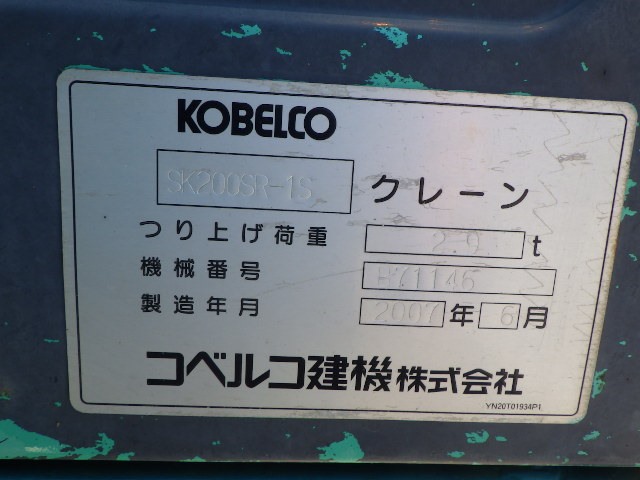 KOBELCO
SK200SR-1S クレーン
つり上げ荷重 2.9 t
機械番号 H71146
製造年月 2007 年 6 月
コベルコ建機株式会社
YN20T01934P1